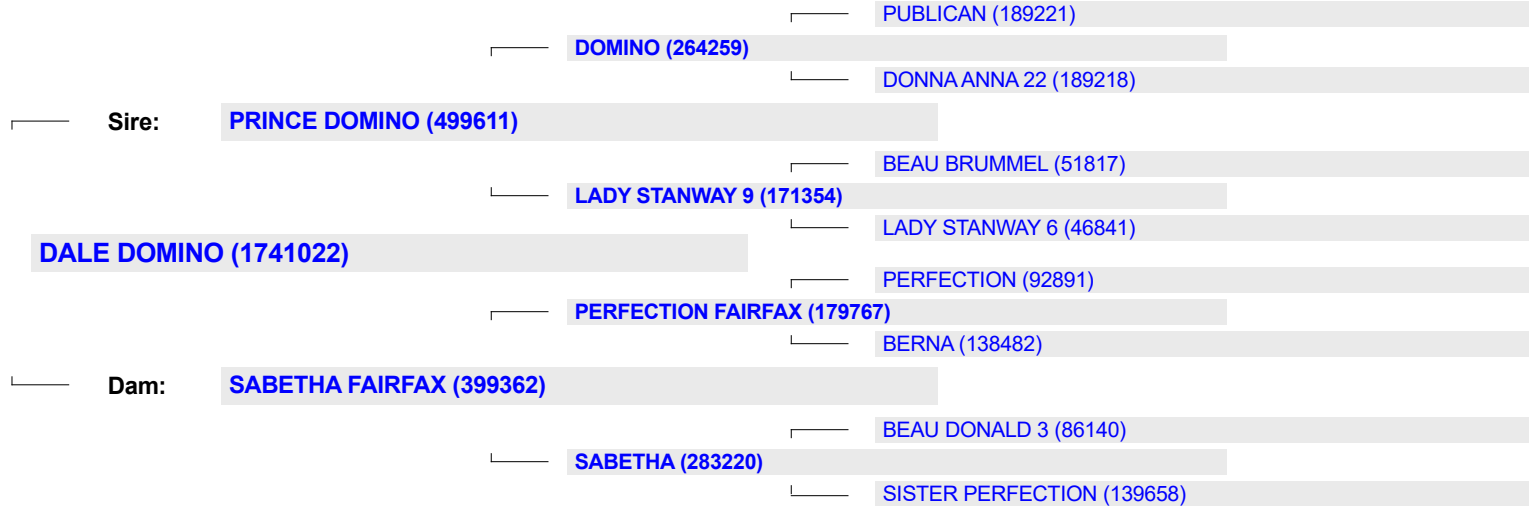 PUBLICAN (189221)
DOMINO (264259)
DONNA ANNA 22 (189218)
Sire: PRINCE DOMINO (499611)
BEAU BRUMMEL (51817)
LADY STANWAY 9 (171354)
LADY STANWAY 6 (46841)
DALE DOMINO (1741022)
PERFECTION (92891)
PERFECTION FAIRFAX (179767)
BERNA (138482)
Dam: SABETHA FAIRFAX (399362)
BEAU DONALD 3 (86140)
SABETHA (283220)
SISTER PERFECTION (139658)